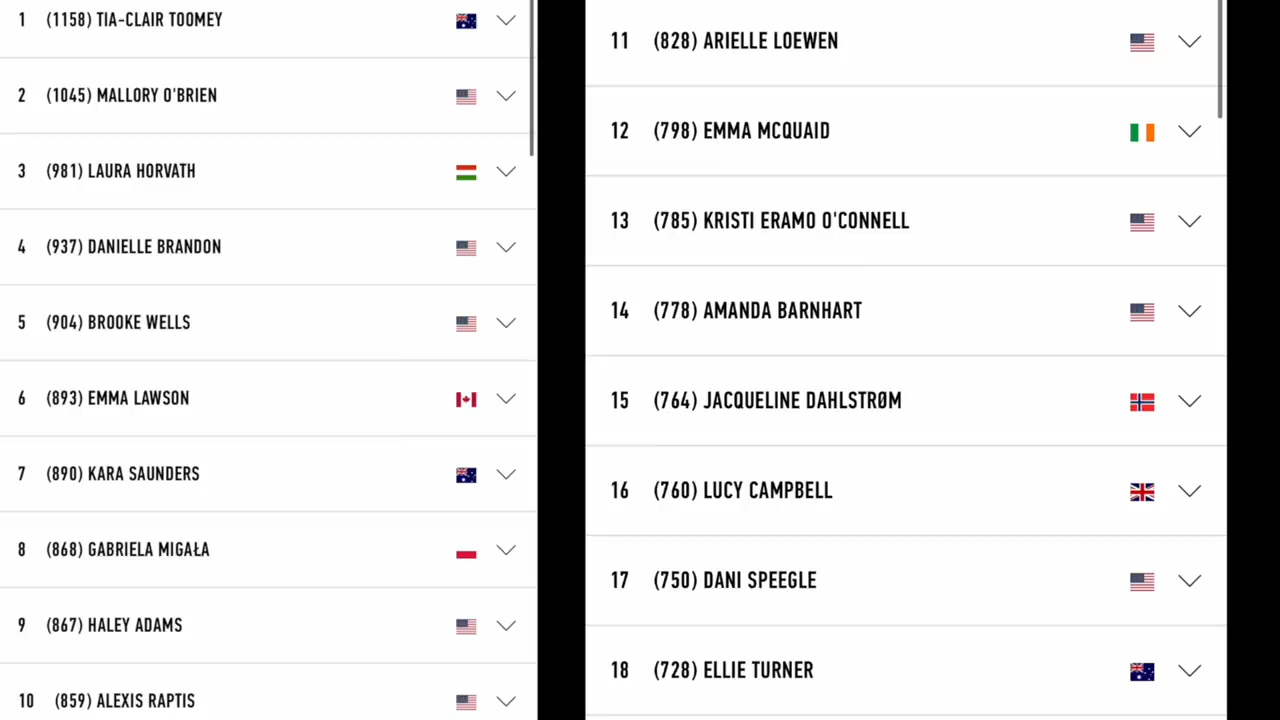 1 (1158) TIA-CLAIR TOOMEY
2 (1045) MALLORY O'BRIEN
3 (981) LAURA HORVATH
4 (937) DANIELLE BRANDON
5 (904) BROOKE WELLS
6 (893) EMMA LAWSON
7 (890) KARA SAUNDERS
8 (868) GABRIELA MIGAŁA
9 (867) HALEY ADAMS
10 (859) ALEXIS RAPTIS
11 (828) ARIELLE LOEWEN
12 (798) EMMA MCQUAID
13 (785) KRISTI ERAMO O'CONNELL
14 (778) AMANDA BARNHART
15 (764) JACQUELINE DAHLSTRØM
16 (760) LUCY CAMPBELL
17 (750) DANI SPEEGLE
18 (728) ELLIE TURNER